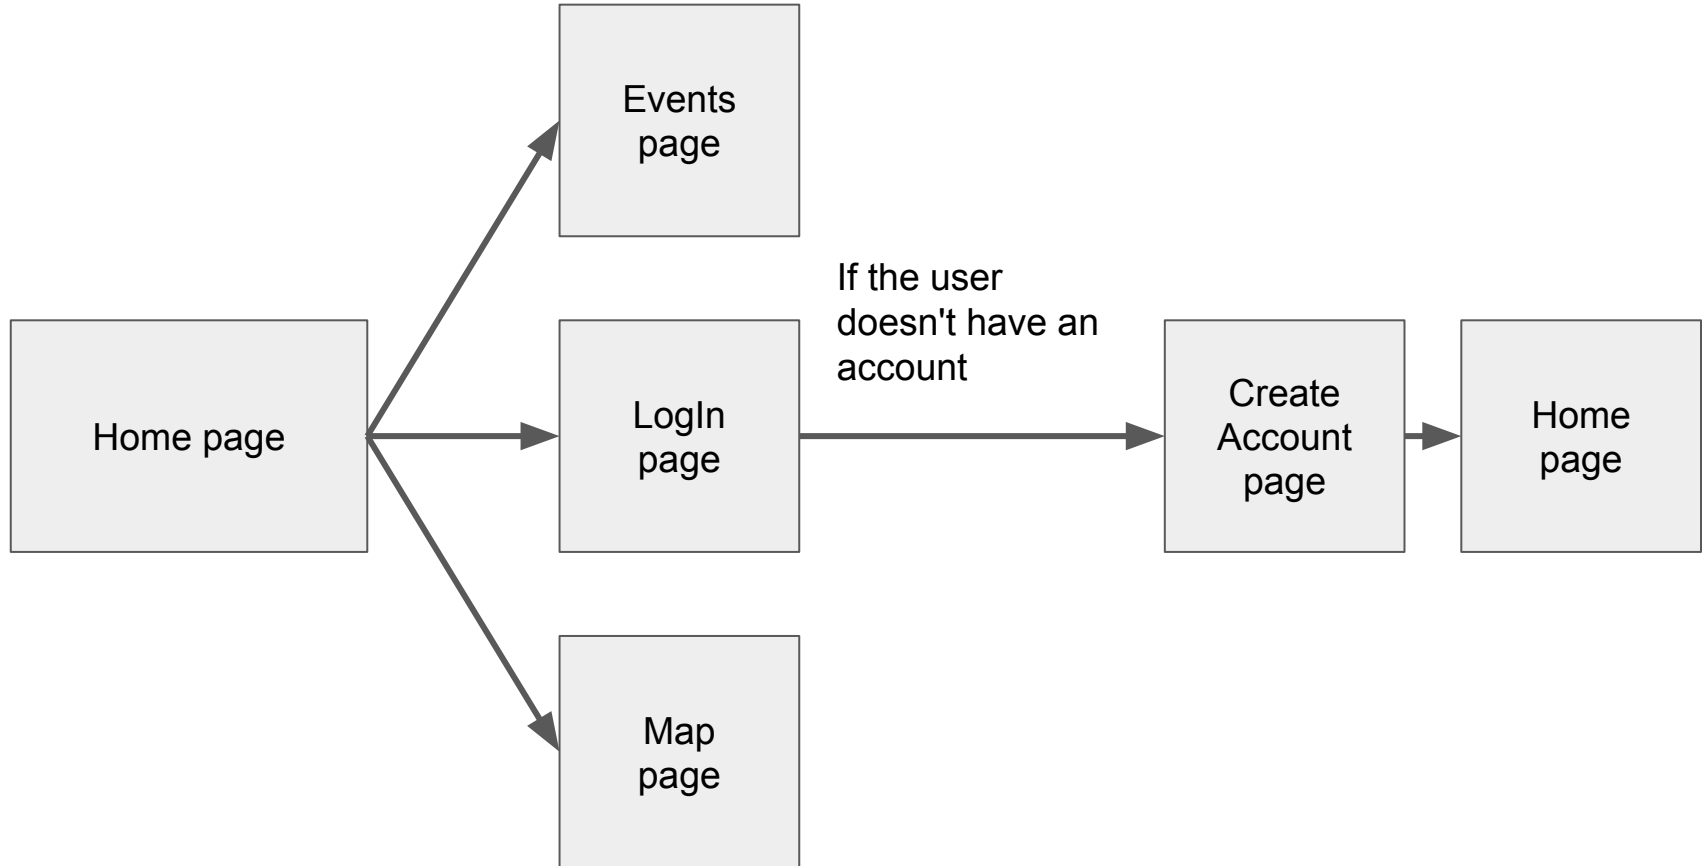 Events
page
If the user
doesn't have an
account
Home page
LogIn
page
Create
Account
page
Home
page
Map
page